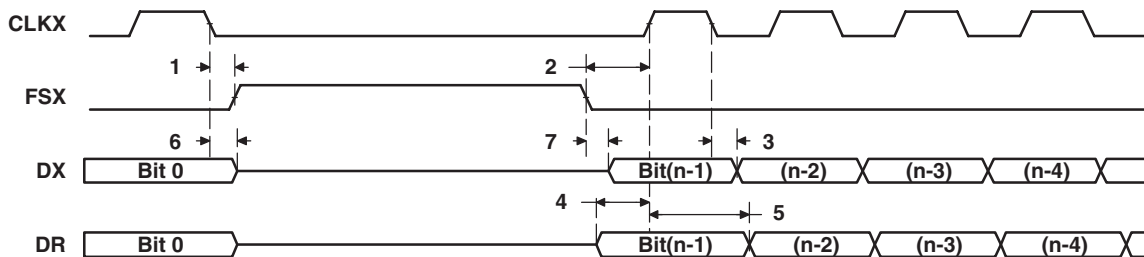 CLKX
1 2
FSX
6 7 3
DX Bit 0 Bit(n-1) (n-2) (n-3) (n-4)
4 5
DR Bit 0 Bit(n-1) (n-2) (n-3) (n-4)